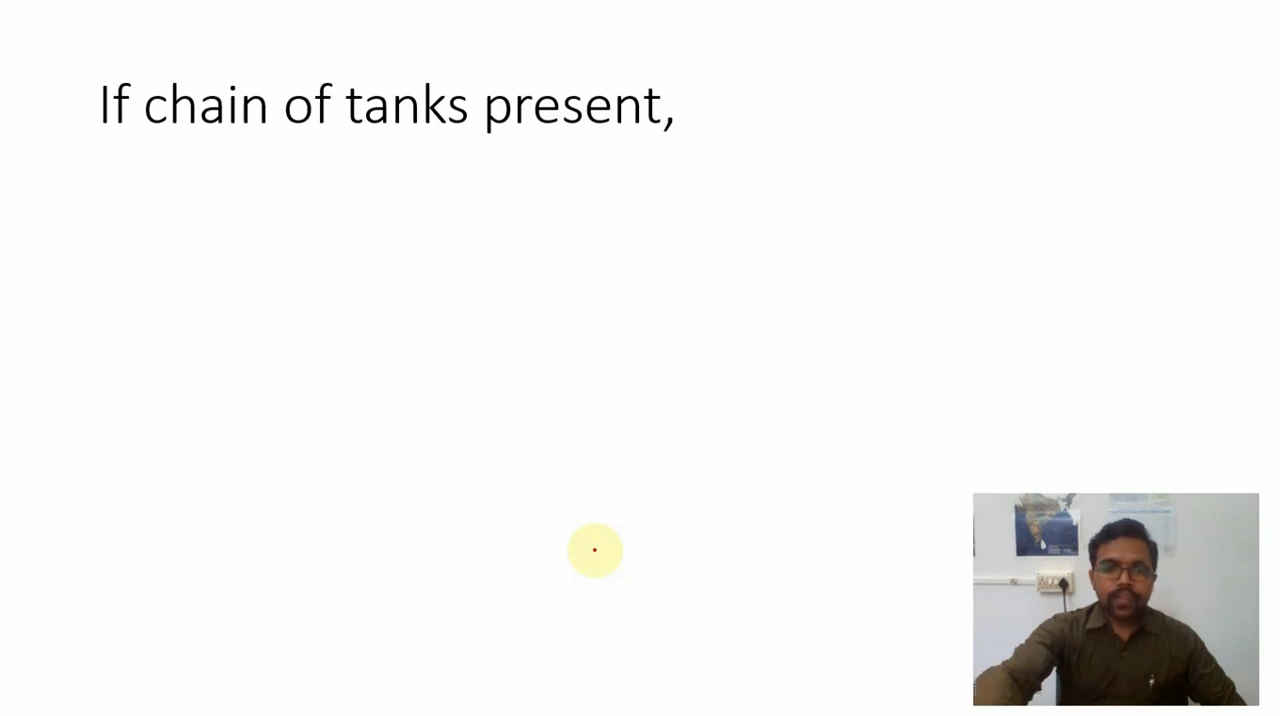 If chain of tanks present,